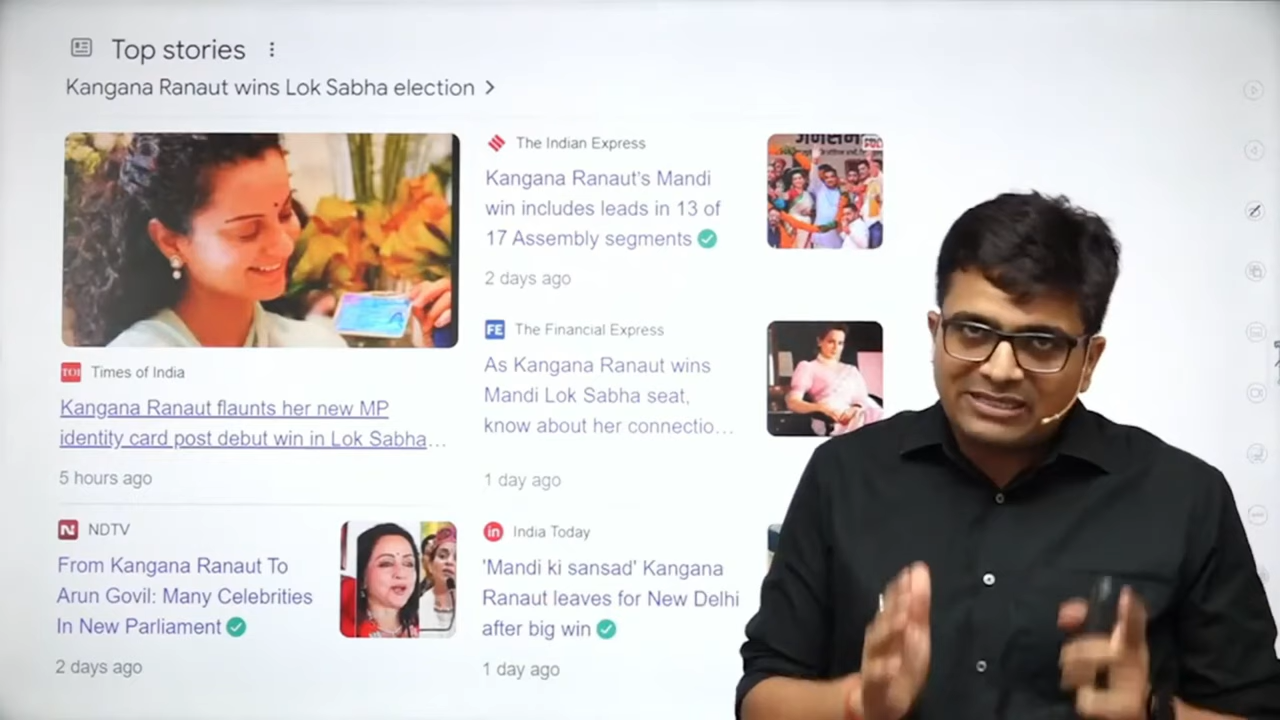 Top stories
Kangana Ranaut wins Lok Sabha election
TOI Times of India
Kangana Ranaut flaunts her new MP
identity card post debut win in Lok Sabha...
5 hours ago
N NDTV
From Kangana Ranaut To
Arun Govil: Many Celebrities
In New Parliament
2 days ago
The Indian Express
Kangana Ranaut's Mandi
win includes leads in 13 of
17 Assembly segments
2 days ago
FE The Financial Express
As Kangana Ranaut wins
Mandi Lok Sabha seat,
know about her connectio...
1 day ago
in India Today
'Mandi ki sansad' Kangana
Ranaut leaves for New Delhi
after big win
1 day ago